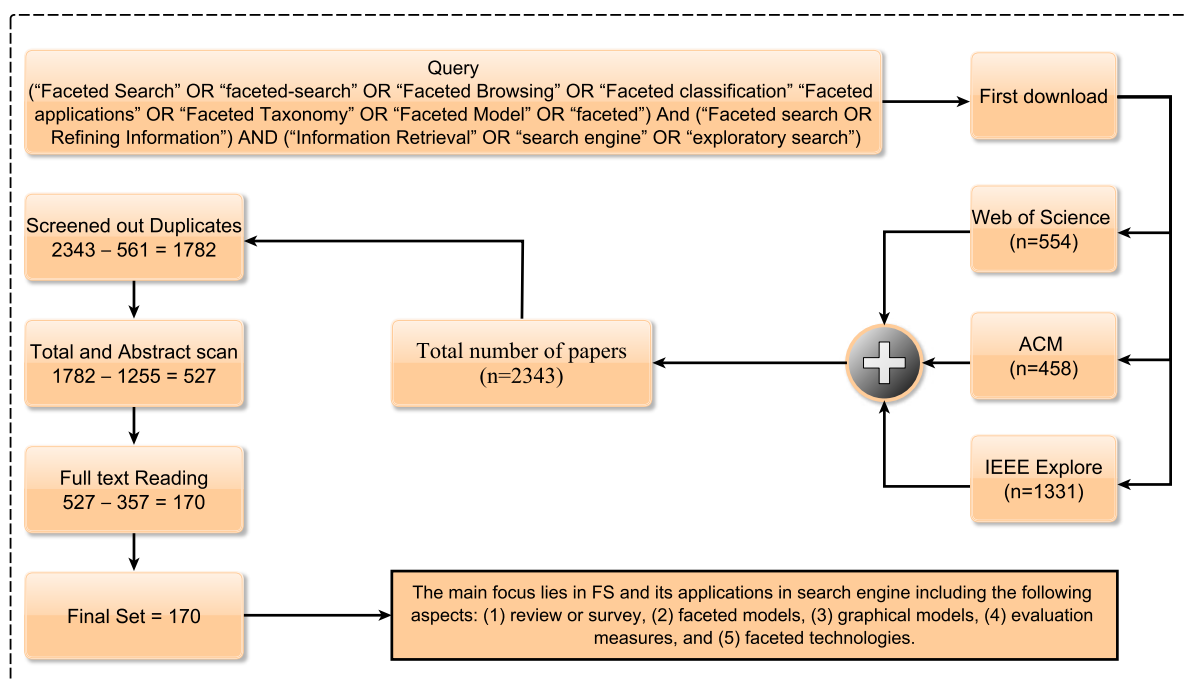 Query
(“Faceted Search” OR “faceted-search” OR “Faceted Browsing” OR “Faceted classification” “Faceted
applications” OR “Faceted Taxonomy” OR “Faceted Model” OR “faceted”) And (“Faceted search OR
Refining Information”) AND (“Information Retrieval” OR “search engine” OR “exploratory search”)
First download
Web of Science
(n=554)
ACM
(n=458)
IEEE Explore
(n=1331)
Total number of papers
(n=2343)
Screened out Duplicates
2343 – 561 = 1782
Total and Abstract scan
1782 – 1255 = 527
Full text Reading
527 – 357 = 170
Final Set = 170
The main focus lies in FS and its applications in search engine including the following
aspects: (1) review or survey, (2) faceted models, (3) graphical models, (4) evaluation
measures, and (5) faceted technologies.